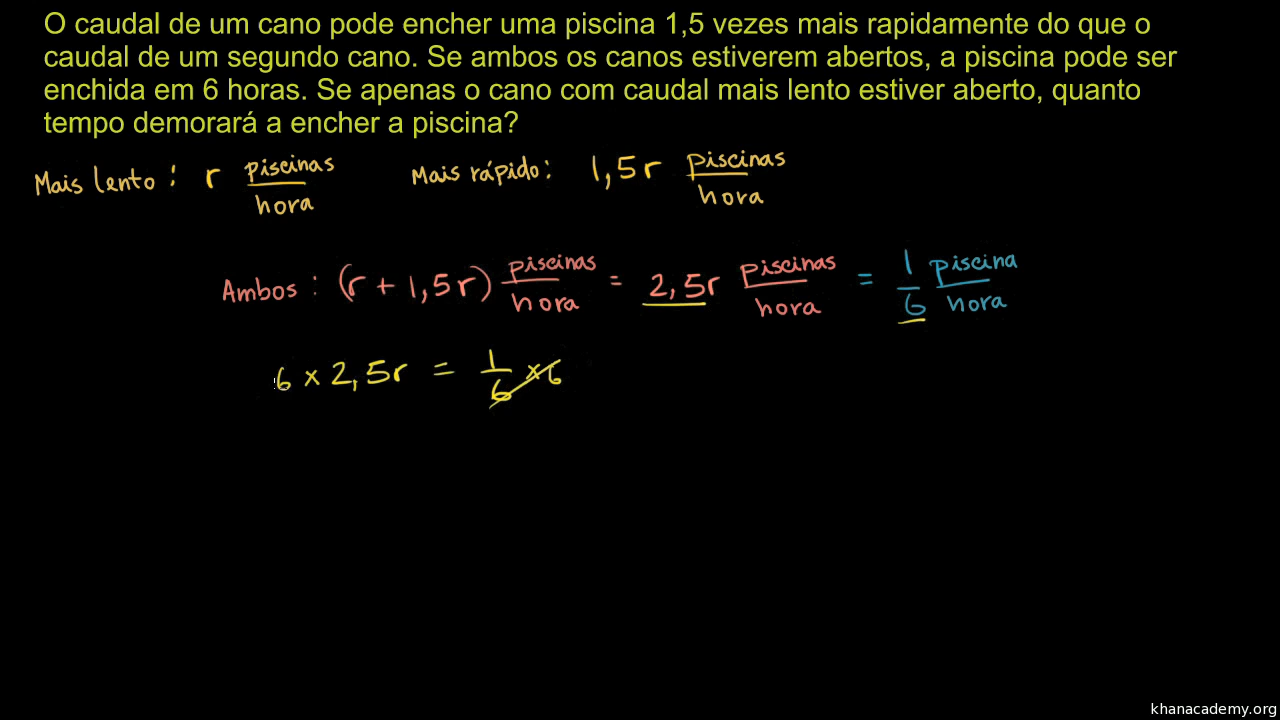 O caudal de um cano pode encher uma piscina 1,5 vezes mais rapidamente do que o
caudal de um segundo cano. Se ambos os canos estiverem abertos, a piscina pode ser
enchida em 6 horas. Se apenas o cano com caudal mais lento estiver aberto, quanto
tempo demorará a encher a piscina?
Mais lento : r piscinas/hora Mais rápido: 1,5r piscinas/hora
Ambos : (r + 1,5r) piscinas/hora = 2,5r piscinas/hora = 1/6 piscina/hora
6 × 2,5r = 1/6 × 6
khanacademy.org